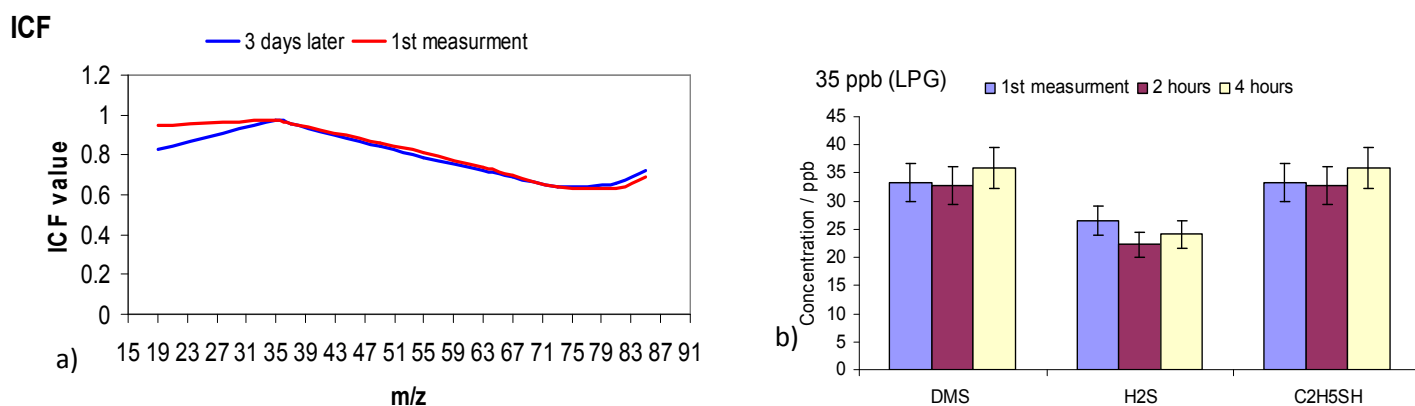 ICF
3 days later 1st measurment
1.2
1
0.8
0.6
0.4
0.2
0
ICF value
15 19 23 27 31 35 39 43 47 51 55 59 63 67 71 75 79 83 87 91
m/z
a)
35 ppb (LPG)
1st measurment 2 hours 4 hours
45
40
35
30
25
20
15
10
5
0
Concentration / ppb
DMS H2S C2H5SH
b)